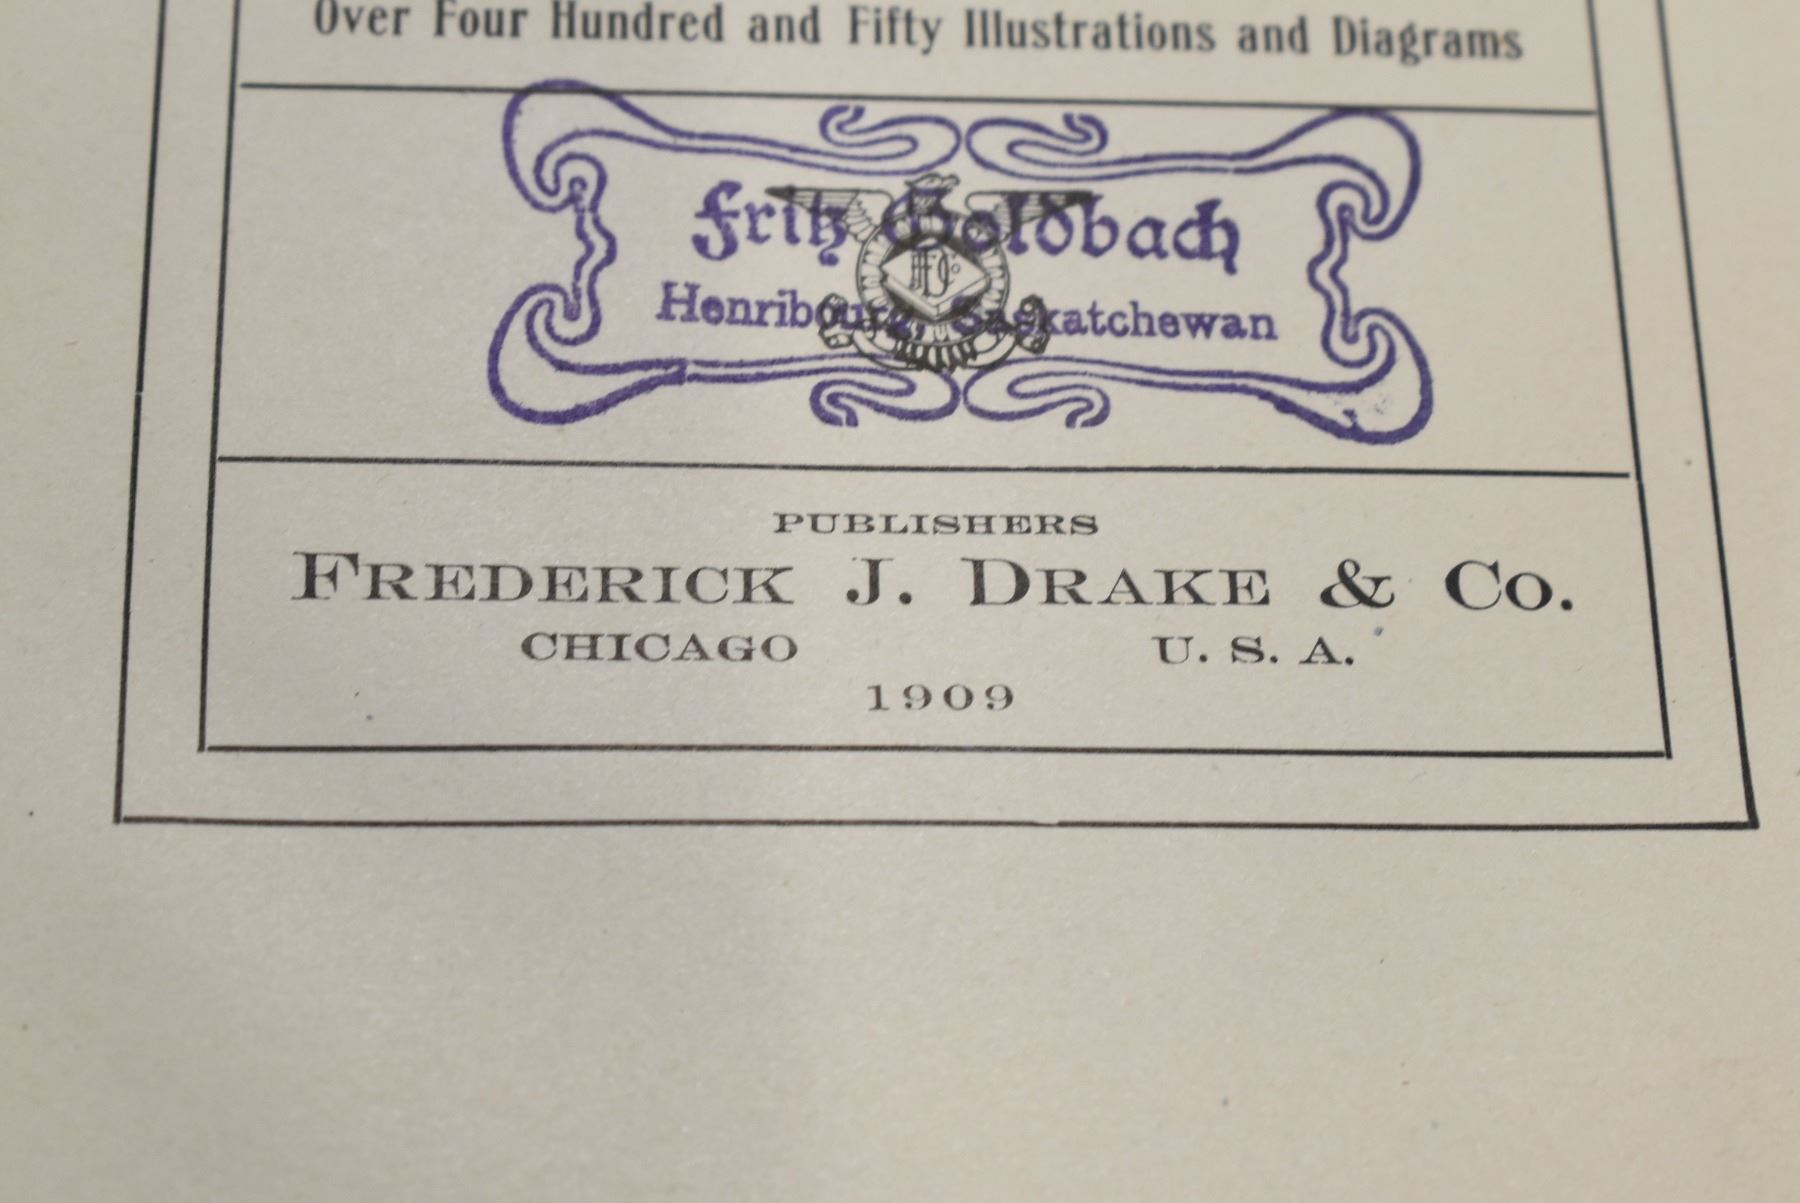 Over Four Hundred and Fifty Illustrations and Diagrams
Fritz Goldbach
Henribourg, Saskatchewan
PUBLISHERS
FREDERICK J. DRAKE & CO.
CHICAGO U. S. A.
1909